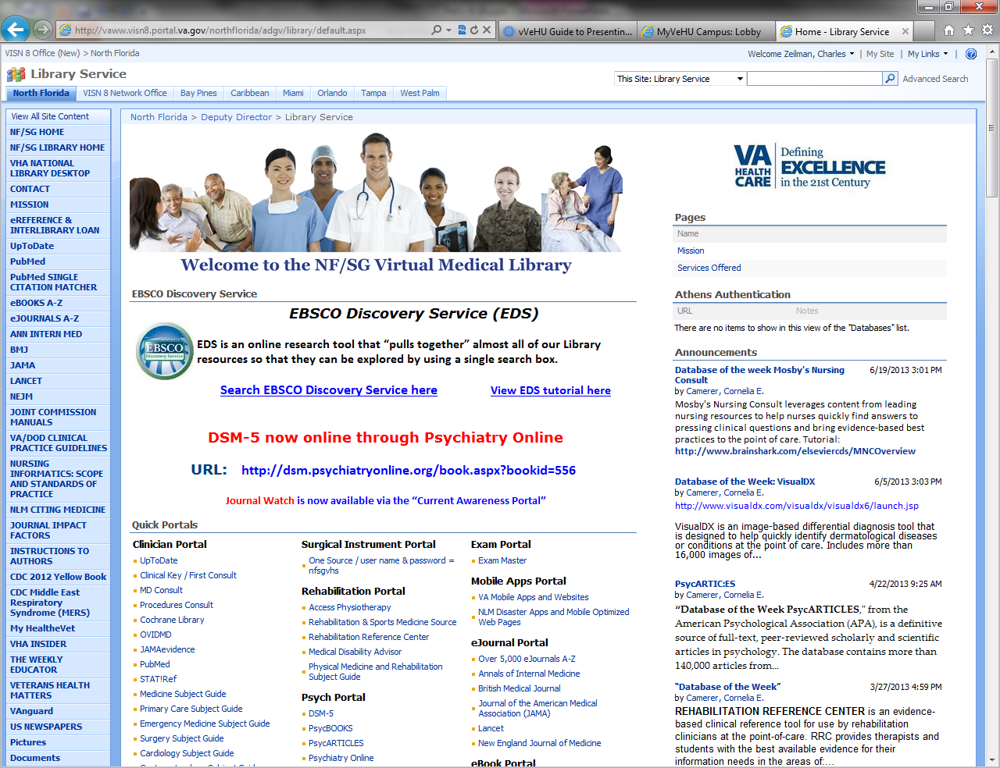 http://vaww.visn8.portal.va.gov/northflorida/adgv/library/default.aspx
vVeHU Guide to Presentin...
MyVeHU Campus: Lobby
Home - Library Service
VISN 8 Office (New) > North Florida
Welcome Zeilman, Charles
My Site
My Links
Library Service
This Site: Library Service
Advanced Search
North Florida
VISN 8 Network Office
Bay Pines
Caribbean
Miami
Orlando
Tampa
West Palm
View All Site Content
NF/SG HOME
NF/SG LIBRARY HOME
VHA NATIONAL
LIBRARY DESKTOP
CONTACT
MISSION
eREFERENCE &
INTERLIBRARY LOAN
UpToDate
PubMed
PubMed SINGLE
CITATION MATCHER
eBOOKS A-Z
eJOURNALS A-Z
ANN INTERN MED
BMJ
JAMA
LANCET
NEJM
JOINT COMMISSION
MANUALS
VA/DOD CLINICAL
PRACTICE GUIDELINES
NURSING
INFORMATICS: SCOPE
AND STANDARDS OF
PRACTICE
NLM CITING MEDICINE
JOURNAL IMPACT
FACTORS
INSTRUCTIONS TO
AUTHORS
CDC 2012 Yellow Book
CDC Middle East
Respiratory
Syndrome (MERS)
My HealtheVet
VHA INSIDER
THE WEEKLY
EDUCATOR
VETERANS HEALTH
MATTERS
VAnguard
US NEWSPAPERS
Pictures
Documents
North Florida > Deputy Director > Library Service
Welcome to the NF/SG Virtual Medical Library
EBSCO Discovery Service
EBSCO Discovery Service (EDS)
EBSCO
Discovery Service
EDS is an online research tool that “pulls together” almost all of our Library
resources so that they can be explored by using a single search box.
Search EBSCO Discovery Service here
View EDS tutorial here
DSM-5 now online through Psychiatry Online
URL: http://dsm.psychiatryonline.org/book.aspx?bookid=556
Journal Watch is now available via the “Current Awareness Portal”
Quick Portals
Clinician Portal
UpToDate
Clinical Key / First Consult
MD Consult
Procedures Consult
Cochrane Library
OVIDMD
JAMAevidence
PubMed
STAT!Ref
Medicine Subject Guide
Primary Care Subject Guide
Emergency Medicine Subject Guide
Surgery Subject Guide
Cardiology Subject Guide
Surgical Instrument Portal
One Source / user name & password =
nfsgvhs
Rehabilitation Portal
Access Physiotherapy
Rehabilitation & Sports Medicine Source
Rehabilitation Reference Center
Medical Disability Advisor
Physical Medicine and Rehabilitation
Subject Guide
Psych Portal
DSM-5
PsycBOOKS
PsycARTICLES
Psychiatry Online
Exam Portal
Exam Master
Mobile Apps Portal
VA Mobile Apps and Websites
NLM Disaster Apps and Mobile Optimized
Web Pages
eJournal Portal
Over 5,000 eJournals A-Z
Annals of Internal Medicine
British Medical Journal
Journal of the American Medical
Association (JAMA)
Lancet
New England Journal of Medicine
eBook Portal
VA
HEALTH
CARE
Defining
EXCELLENCE
in the 21st Century
Pages
Name
Mission
Services Offered
Athens Authentication
URL Notes
There are no items to show in this view of the "Databases" list.
Announcements
Database of the week Mosby's Nursing 6/19/2013 3:01 PM
Consult
by Camerer, Cornelia E.
Mosby's Nursing Consult leverages content from leading
nursing resources to help nurses quickly find answers to
pressing clinical questions and bring evidence-based best
practices to the point of care. Tutorial:
http://www.brainshark.com/elseviercds/MNCOverview
Database of the Week: VisualDX 6/5/2013 3:03 PM
by Camerer, Cornelia E.
http://www.visualdx.com/visualdx/visualdx6/launch.jsp
VisualDX is an image-based differential diagnosis tool that
is designed to help quickly identify dermatological diseases
or conditions at the point of care. Includes more than
16,000 images of...
PsycARTIC:ES 4/22/2013 9:25 AM
by Camerer, Cornelia E.
“Database of the Week PsycARTICLES," from the
American Psychological Association (APA), is a definitive
source of full-text, peer-reviewed scholarly and scientific
articles in psychology. The database contains more than
140,000 articles from...
“Database of the Week” 3/27/2013 4:59 PM
by Camerer, Cornelia E.
REHABILITATION REFERENCE CENTER is an evidence-
based clinical reference tool for use by rehabilitation
clinicians at the point-of-care. RRC provides therapists and
students with the best available evidence for their
information needs in the areas of:...